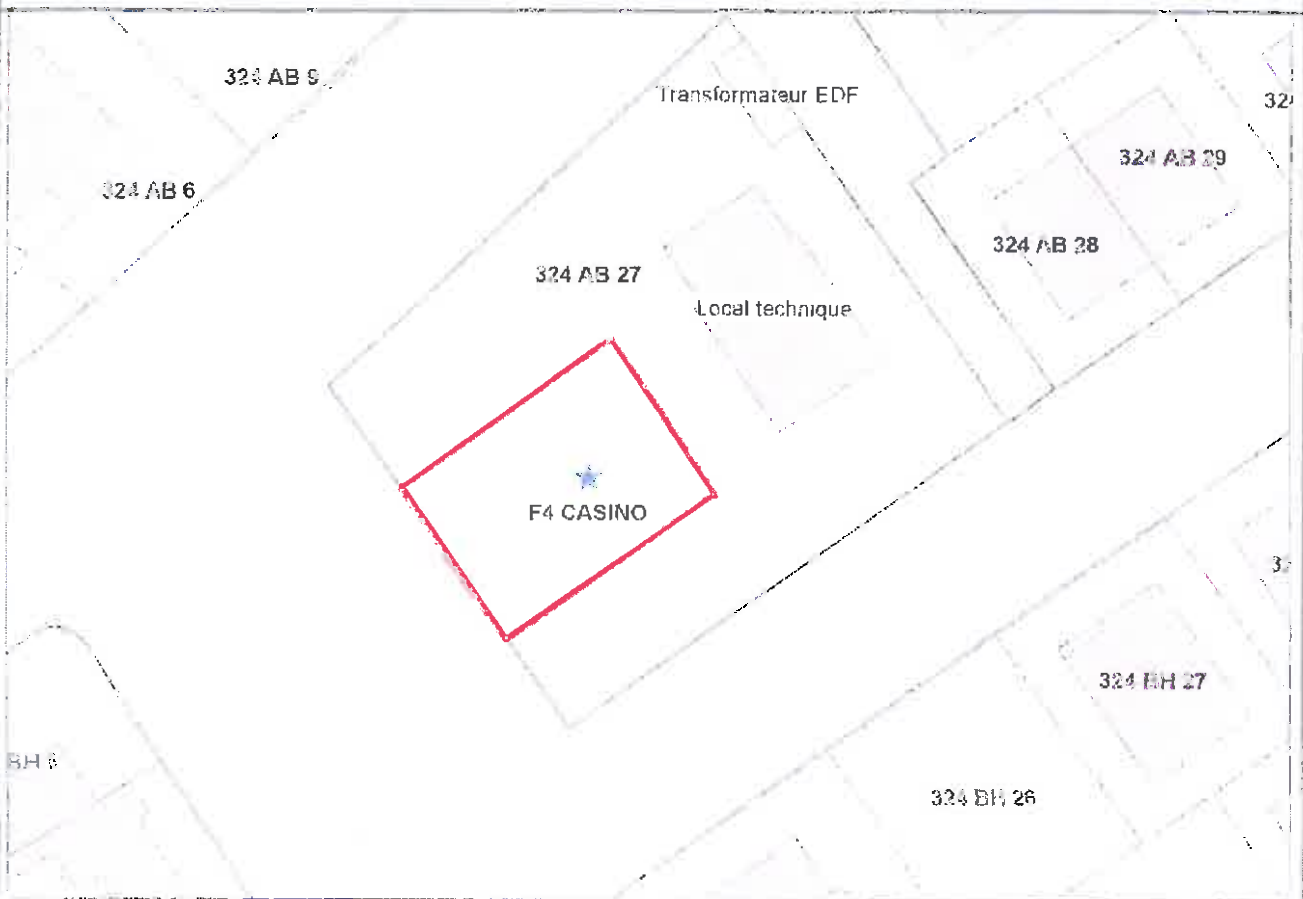 324 AB 9
Transformateur EDF
324 AB 29
324 AB 6
324 AB 28
324 AB 27
Local technique
F4 CASINO
324 BH 27
324 BH 26